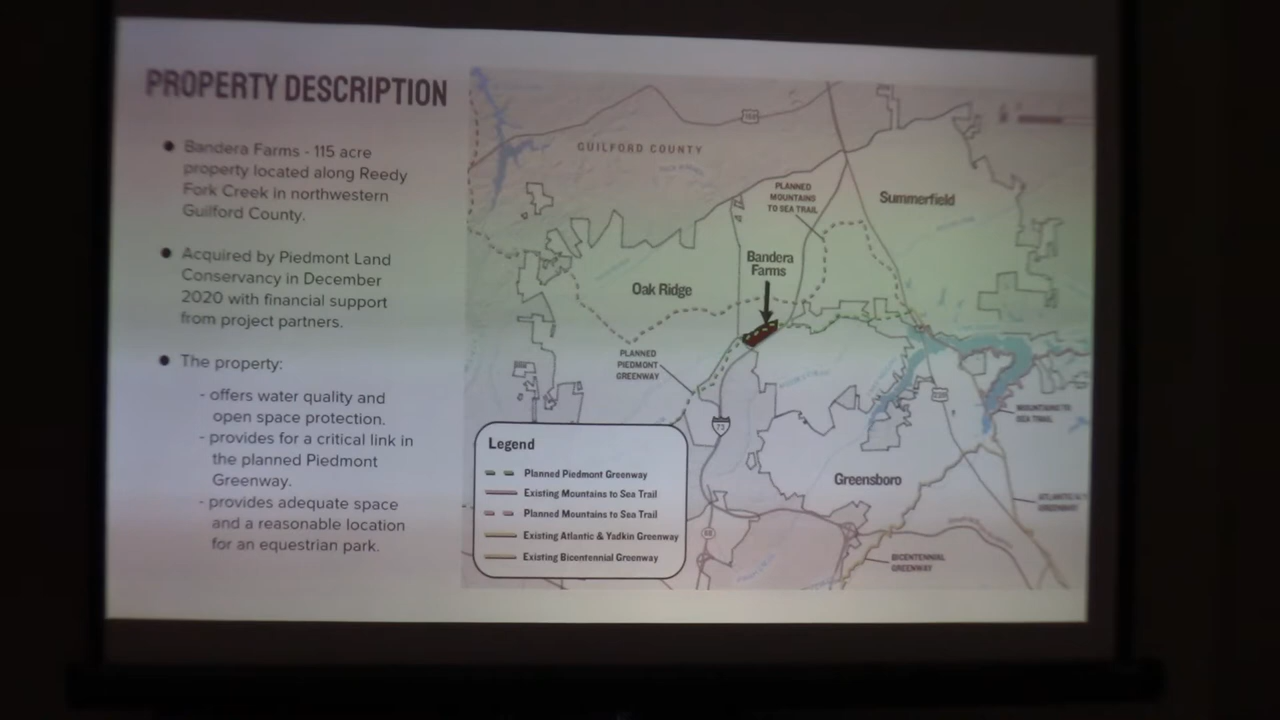 PROPERTY DESCRIPTION
Bandera Farms - 115 acre
property located along Reedy
Fork Creek in northwestern
Guilford County.
Acquired by Piedmont Land
Conservancy in December
2020 with financial support
from project partners.
The property:
- offers water quality and
open space protection.
- provides for a critical link in
the planned Piedmont
Greenway.
- provides adequate space
and a reasonable location
for an equestrian park.
GUILFORD COUNTY
PLANNED
MOUNTAINS
TO SEA TRAIL
Summerfield
Bandera
Farms
Oak Ridge
PLANNED
PIEDMONT
GREENWAY
73
MOUNTAINS TO
SEA TRAIL
Greensboro
BICENTENNIAL
GREENWAY
Legend
Planned Piedmont Greenway
Existing Mountains to Sea Trail
Planned Mountains to Sea Trail
Existing Atlantic & Yadkin Greenway
Existing Bicentennial Greenway